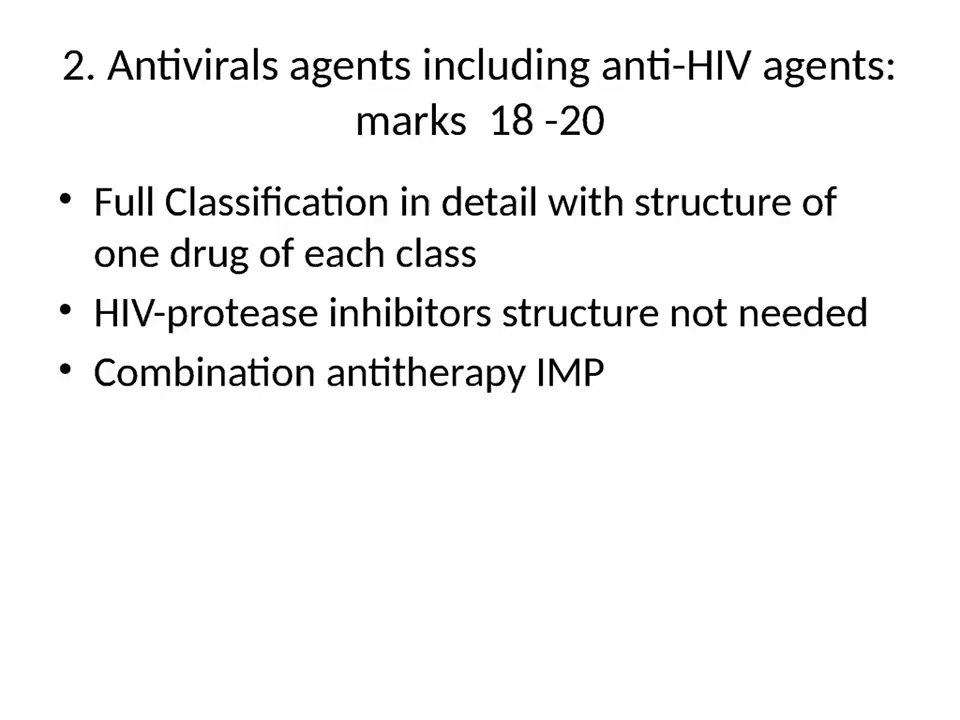 2. Antivirals agents including anti-HIV agents:
marks 18 -20
• Full Classification in detail with structure of
one drug of each class
• HIV-protease inhibitors structure not needed
• Combination antitherapy IMP